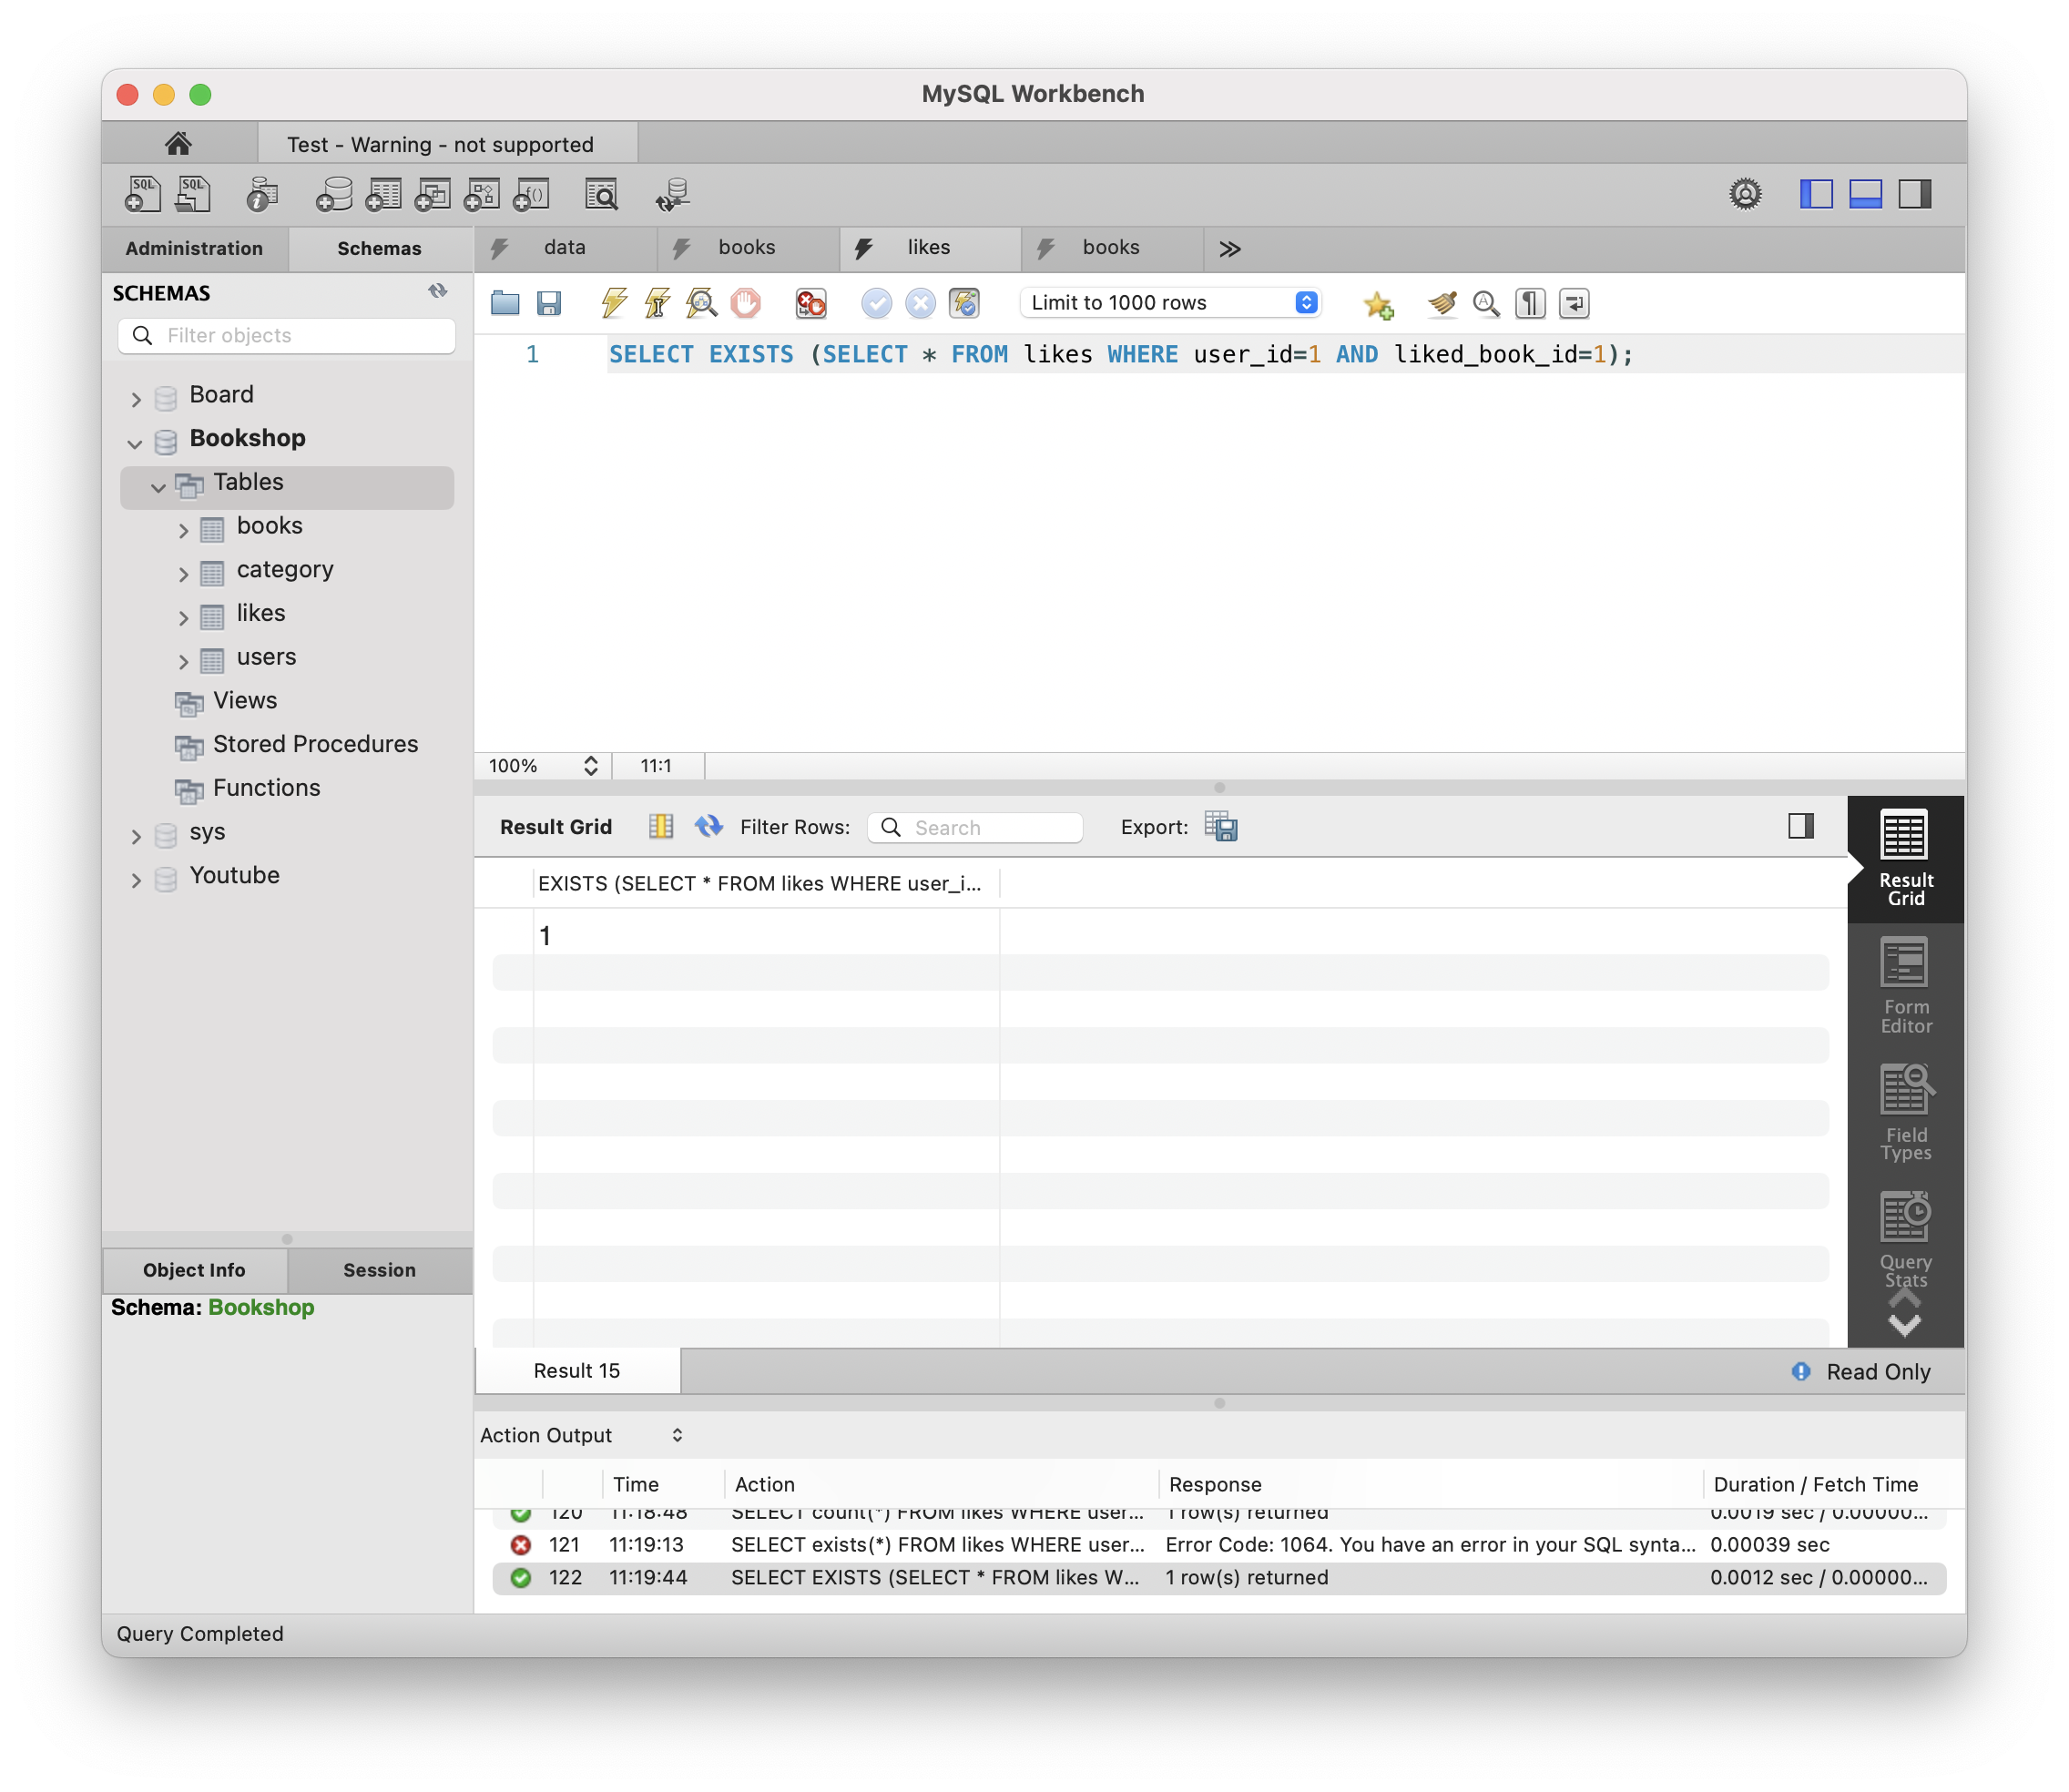 MySQL Workbench
Test - Warning - not supported
Administration
Schemas
data
books
likes
books
SCHEMAS
Filter objects
Limit to 1000 rows
1 SELECT EXISTS (SELECT * FROM likes WHERE user_id=1 AND liked_book_id=1);
Board
Bookshop
Tables
books
category
likes
users
Views
Stored Procedures
Functions
sys
Youtube
100%
11:1
Result Grid
Filter Rows:
Search
Export:
EXISTS (SELECT * FROM likes WHERE user_i...
1
Result
Grid
Form
Editor
Field
Types
Query
Stats
Object Info
Session
Schema: Bookshop
Result 15
Read Only
Action Output
Time Action Response Duration / Fetch Time
120 11:18:48 SELECT count(*) FROM likes WHERE user... 1 row(s) returned 0.0019 sec / 0.00000...
121 11:19:13 SELECT exists(*) FROM likes WHERE user... Error Code: 1064. You have an error in your SQL synta... 0.00039 sec
122 11:19:44 SELECT EXISTS (SELECT * FROM likes W... 1 row(s) returned 0.0012 sec / 0.00000...
Query Completed